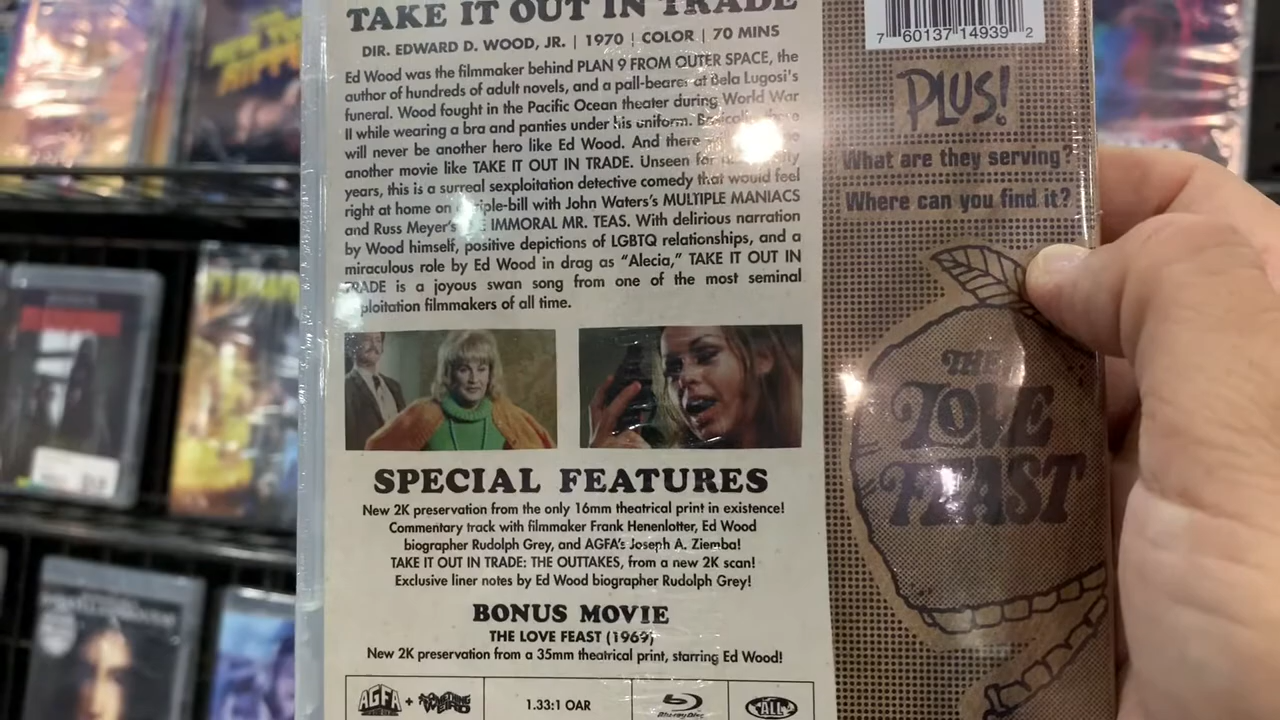 TAKE IT OUT IN TRADE
DIR. EDWARD D. WOOD, JR. | 1970 | COLOR | 70 MINS
Ed Wood was the filmmaker behind PLAN 9 FROM OUTER SPACE, the
author of hundreds of adult novels, and a pall-bearer at Bela Lugosi's
funeral. Wood fought in the Pacific Ocean theater during World War
II while wearing a bra and panties under his uniform.
will never be another hero like Ed Wood. And there
another movie like TAKE IT OUT IN TRADE. Unseen for
years, this is a surreal sexploitation detective comedy that would feel
right at home on a triple-bill with John Waters's MULTIPLE MANIACS
and Russ Meyer's THE IMMORAL MR. TEAS. With delirious narration
by Wood himself, positive depictions of LGBTQ relationships, and a
miraculous role by Ed Wood in drag as "Alecia," TAKE IT OUT IN
TRADE is a joyous swan song from one of the most seminal
exploitation filmmakers of all time.
SPECIAL FEATURES
New 2K preservation from the only 16mm theatrical print in existence!
Commentary track with filmmaker Frank Henenlotter, Ed Wood
biographer Rudolph Grey, and AGFA's Joseph A. Ziemba!
TAKE IT OUT IN TRADE: THE OUTTAKES, from a new 2K scan!
Exclusive liner notes by Ed Wood biographer Rudolph Grey!
BONUS MOVIE
THE LOVE FEAST (1969)
New 2K preservation from a 35mm theatrical print, starring Ed Wood!
AGFA + SOMETHING WEIRD
1.33:1 OAR
Blu-ray Disc
ALL
7 60137 14939 2
PLUS!
What are they serving?
Where can you find it?
THE
LOVE
FEAST